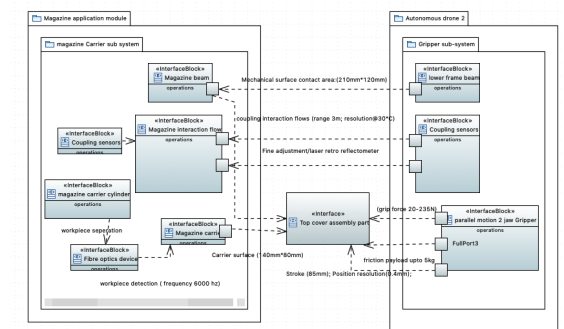 Magazine application module
magazine Carrier sub system
«InterfaceBlock»
Magazine beam
operations
«InterfaceBlock»
Coupling sensors
operations
«InterfaceBlock»
Magazine interaction flow
operations
«InterfaceBlock»
magazine carrier cylinder
operations
workpiece seperation
«InterfaceBlock»
Fibre optics device
operations
«InterfaceBlock»
Magazine carrie
operations
workpiece detection ( frequency 6000 hz)
Mechanical surface contact area:(210mm*120mm)
coupling interaction flows (range 3m; resolution@30°C)
Fine adjustment/laser retro reflectometer
Carrier surface (140mm*80mm)
«Interface»
Top cover assembly part
(grip force 20-235N)
friction payload upto 5kg
Stroke (85mm); Position resolution(0.4mm);
Autonomous drone 2
Gripper sub-system
«InterfaceBlock»
lower frame beam
operations
«InterfaceBlock»
Coupling sensors
operations
«InterfaceBlock»
parallel motion 2 jaw Gripper
operations
FullPort3